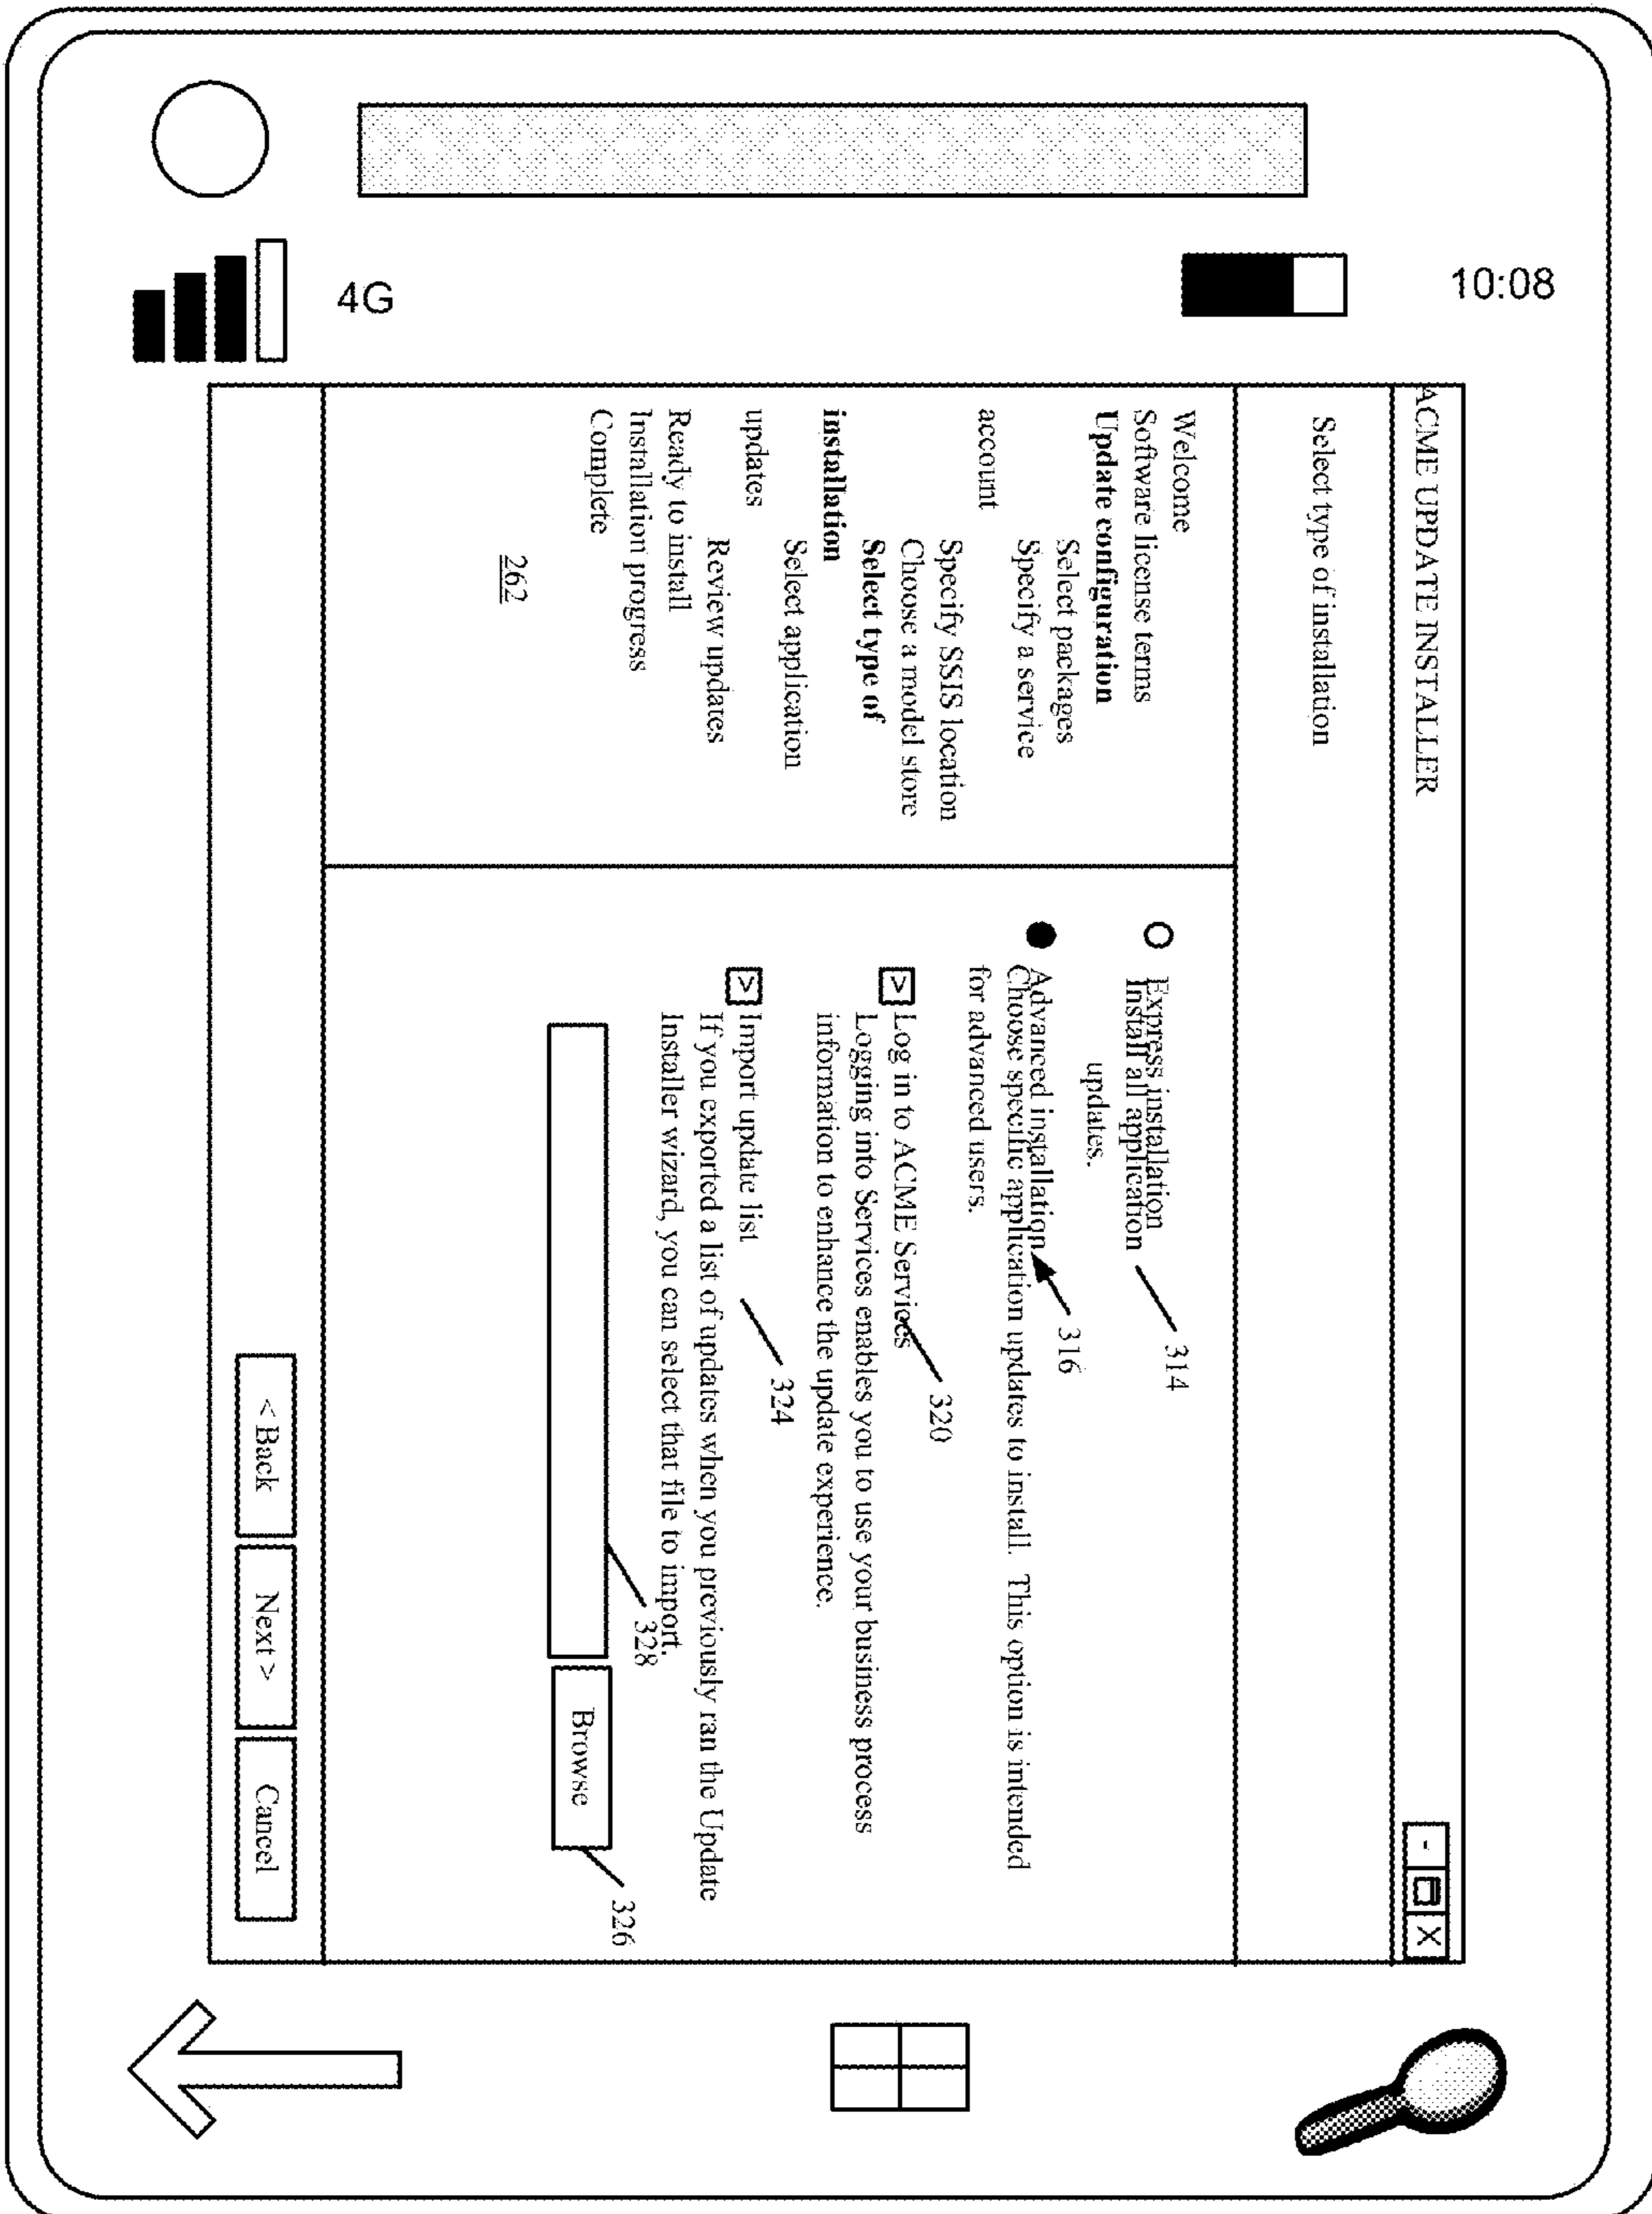 4G
10:08
ACME UPDATE INSTALLER
- X
Select type of installation
Welcome
Software license terms
Update configuration
Select packages
Specify a service
account
Specify SSIS location
Choose a model store
Select type of
installation
Select application
updates
Review updates
Ready to install
Installation progress
Complete
262
Express installation
Install all application
updates.
314
Advanced installation
316
Choose specific application updates to install. This option is intended
for advanced users.
> Log in to ACME Services
320
Logging into Services enables you to use your business process
information to enhance the update experience.
> Import update list
324
If you exported a list of updates when you previously ran the Update
Installer wizard, you can select that file to import.
328
Browse
326
< Back
Next >
Cancel